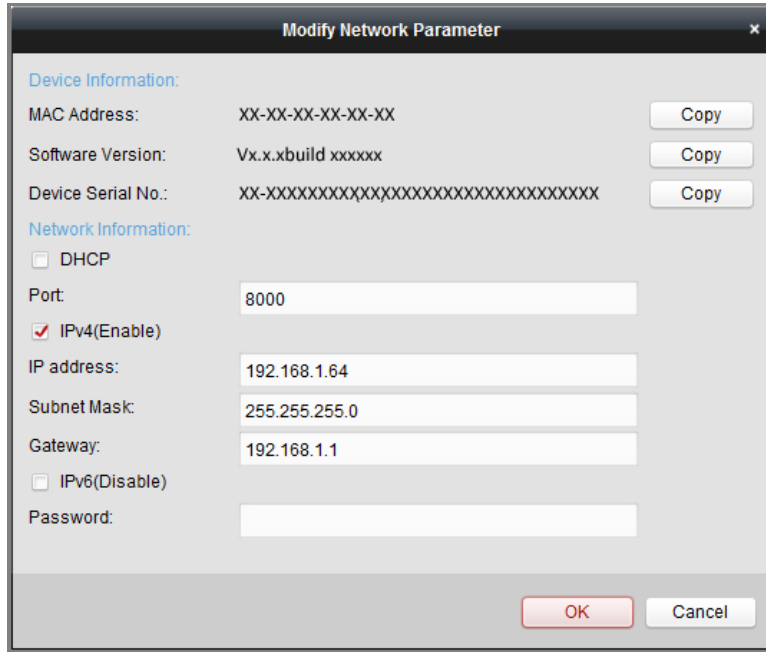 Modify Network Parameter ×
Device Information:
MAC Address: XX-XX-XX-XX-XX-XX Copy
Software Version: Vx.x.xbuild xxxxxx Copy
Device Serial No.: XX-XXXXXXXXXXXXXXXXXXXXXXXXXXXXXXX Copy
Network Information:
DHCP
Port: 8000
IPv4(Enable)
IP address: 192.168.1.64
Subnet Mask: 255.255.255.0
Gateway: 192.168.1.1
IPv6(Disable)
Password:
OK Cancel